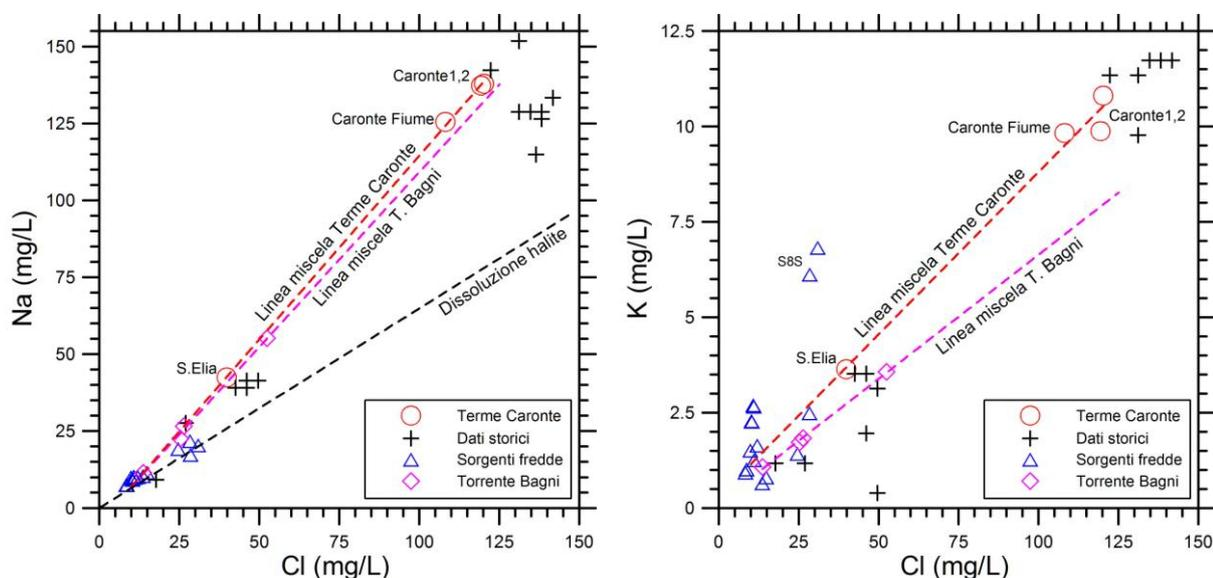 150
125
100
75
50
25
0
Na (mg/L)
Caronte1,2
Caronte Fiume
Linea miscela Terme Caronte
Linea miscela T. Bagni
Dissoluzione halite
S.Elia
Terme Caronte
Dati storici
Sorgenti fredde
Torrente Bagni
0 25 50 75 100 125 150
Cl (mg/L)
12.5
10
7.5
5
2.5
0
K (mg/L)
Caronte Fiume
Caronte1,2
S8S
Linea miscela Terme Caronte
Linea miscela T. Bagni
S.Elia
Terme Caronte
Dati storici
Sorgenti fredde
Torrente Bagni
0 25 50 75 100 125 150
Cl (mg/L)